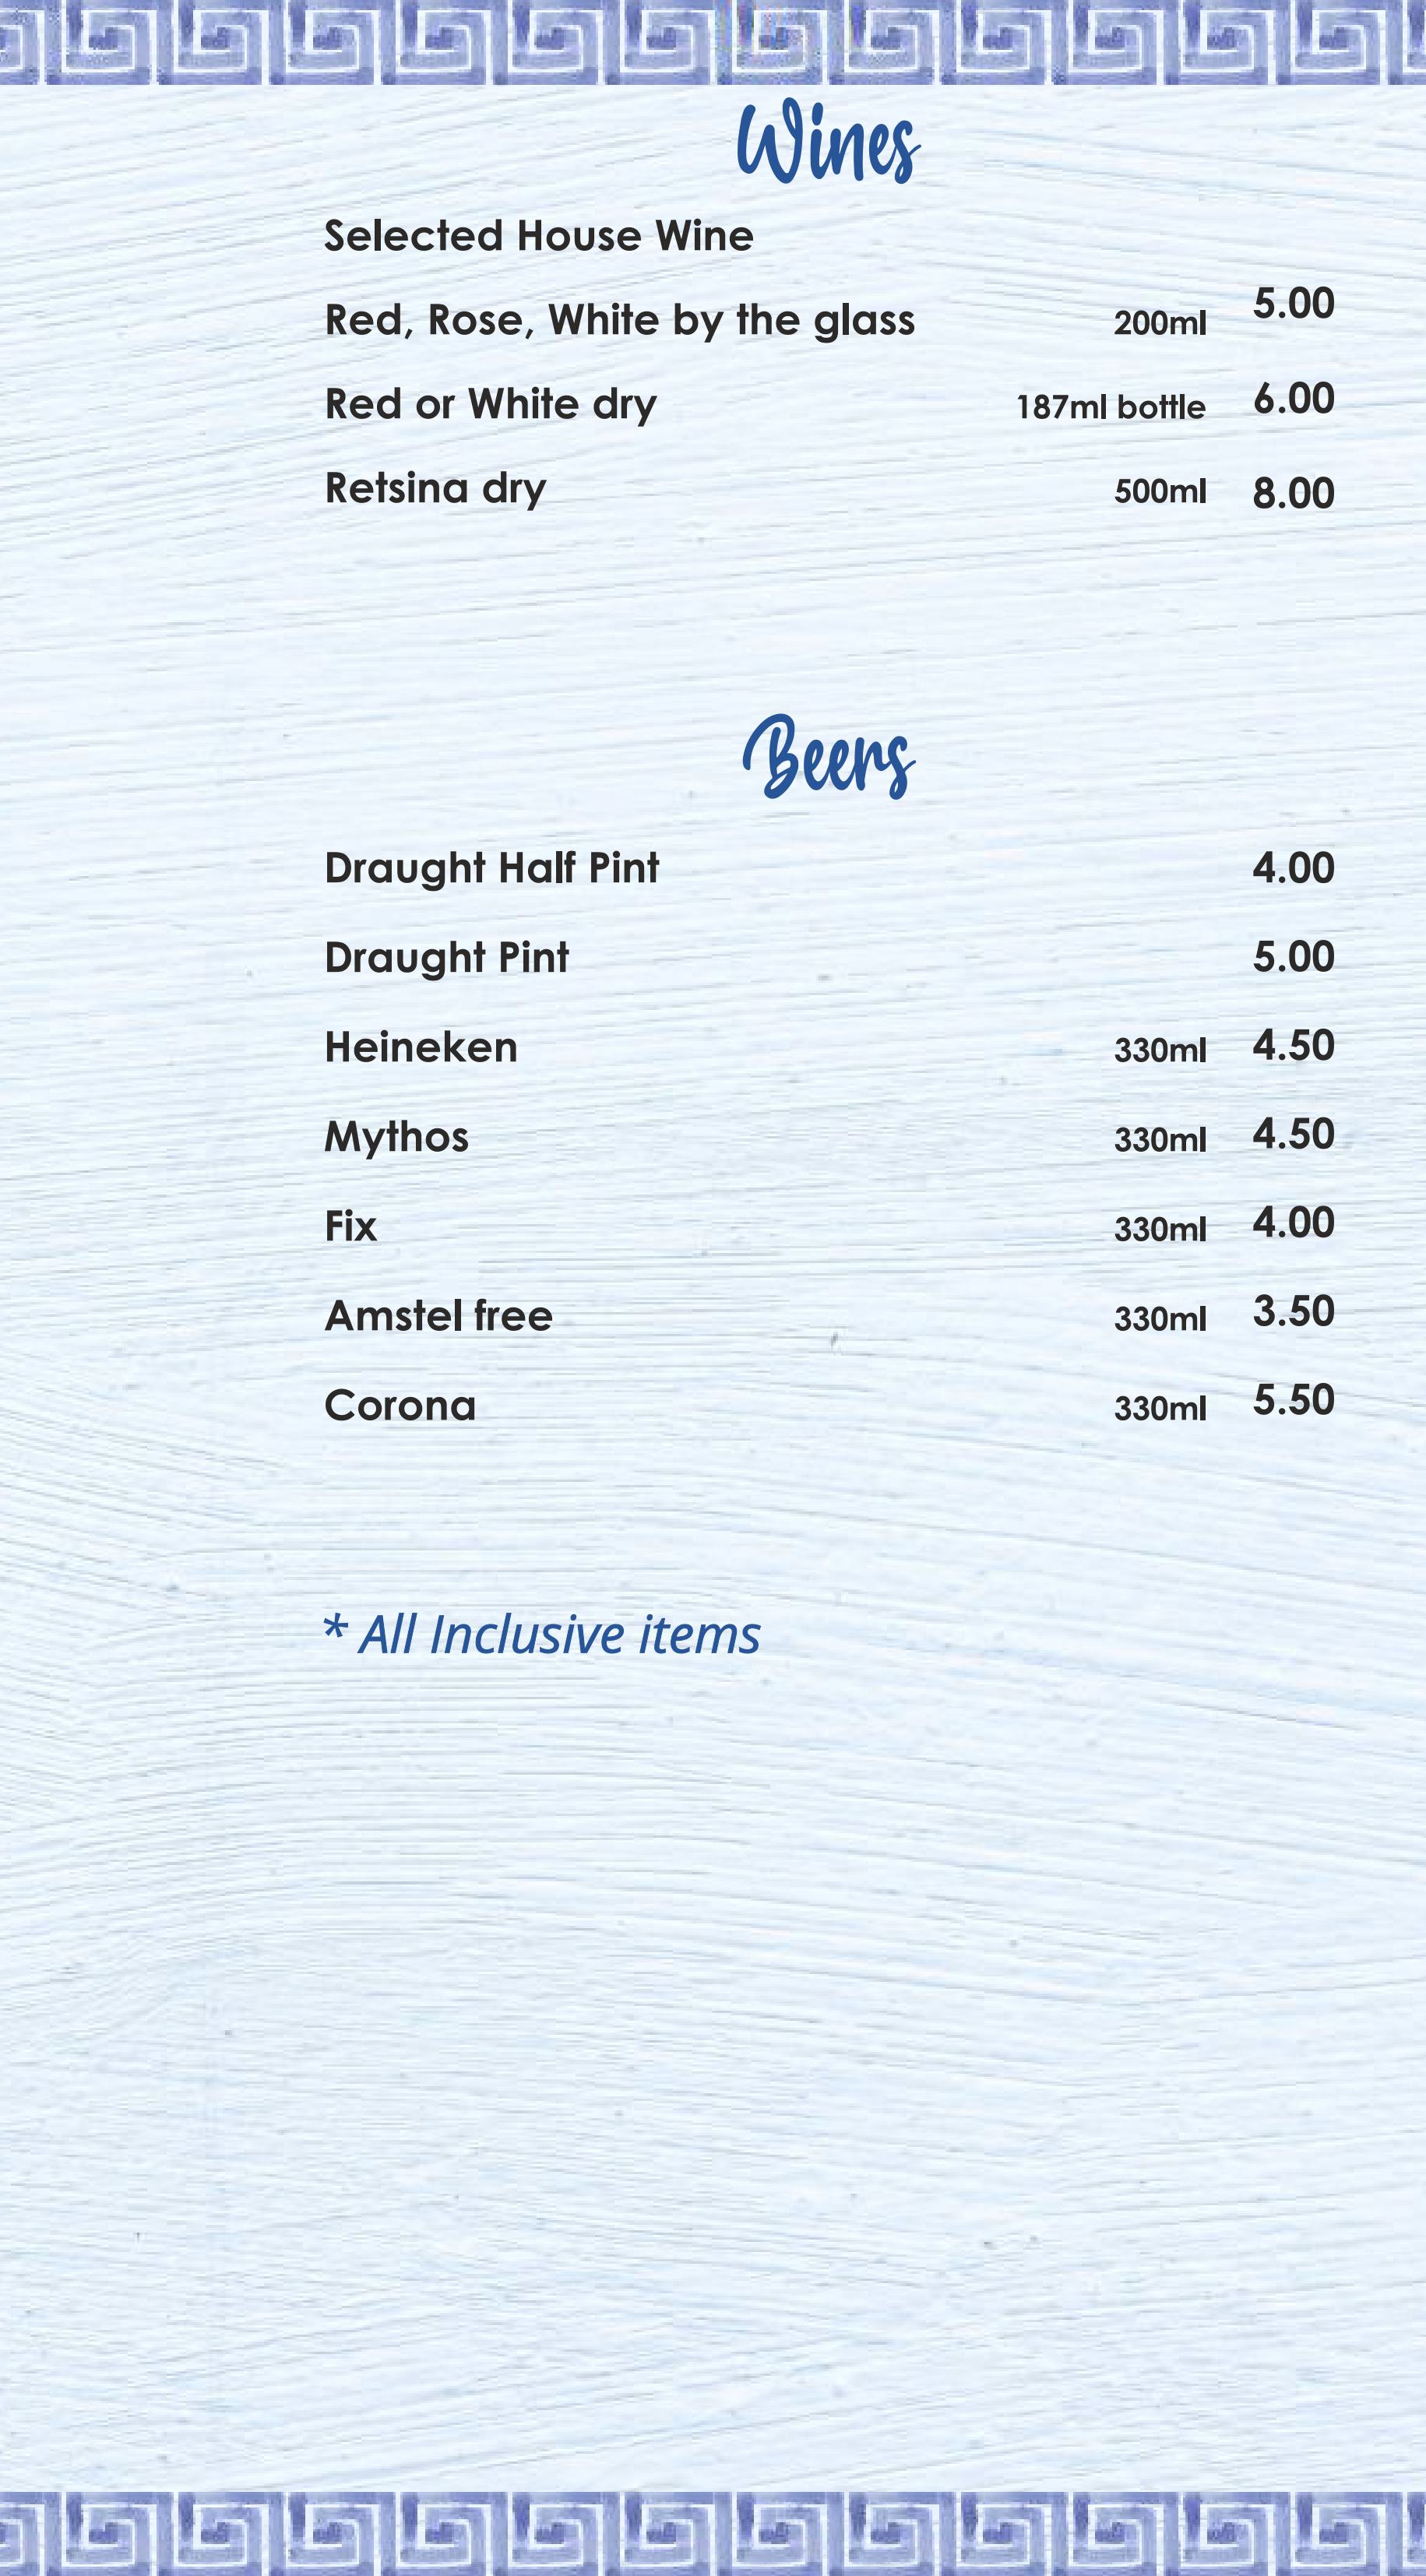 Wines
Selected House Wine
Red, Rose, White by the glass 200ml 5.00
Red or White dry 187ml bottle 6.00
Retsina dry 500ml 8.00
Beers
Draught Half Pint 4.00
Draught Pint 5.00
Heineken 330ml 4.50
Mythos 330ml 4.50
Fix 330ml 4.00
Amstel free 330ml 3.50
Corona 330ml 5.50
* All Inclusive items